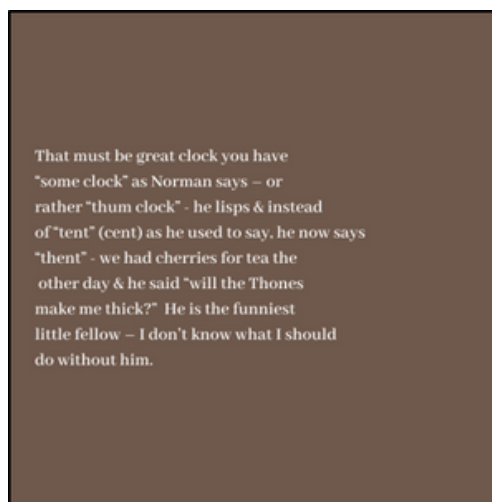 That must be great clock you have
"some clock" as Norman says – or
rather "thum clock" - he lisps & instead
of "tent" (cent) as he used to say, he now says
"thent" - we had cherries for tea the
other day & he said "will the Thones
make me thick?" He is the funniest
little fellow – I don't know what I should
do without him.